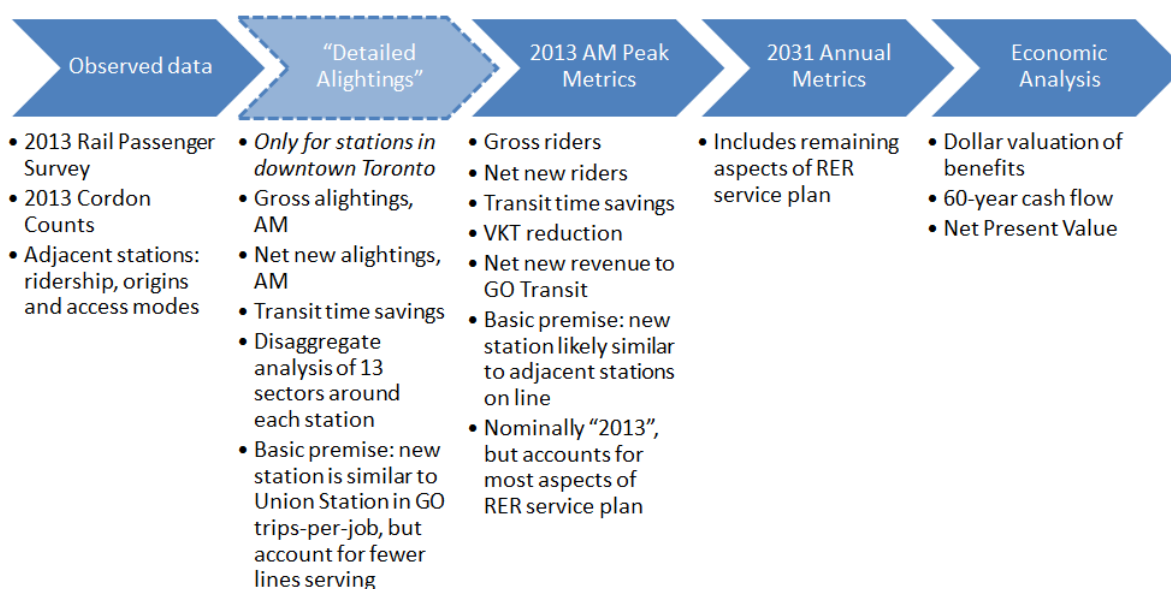 Observed data
“Detailed
Alightings”
2013 AM Peak
Metrics
2031 Annual
Metrics
Economic
Analysis
• 2013 Rail Passenger
Survey
• 2013 Cordon
Counts
• Adjacent stations:
ridership, origins
and access modes
• Only for stations in
downtown Toronto
• Gross alightings,
AM
• Net new alightings,
AM
• Transit time savings
• Disaggregate
analysis of 13
sectors around
each station
• Basic premise: new
station is similar to
Union Station in GO
trips-per-job, but
account for fewer
lines serving
• Gross riders
• Net new riders
• Transit time savings
• VKT reduction
• Net new revenue to
GO Transit
• Basic premise: new
station likely similar
to adjacent stations
on line
• Nominally “2013”,
but accounts for
most aspects of
RER service plan
• Includes remaining
aspects of RER
service plan
• Dollar valuation of
benefits
• 60-year cash flow
• Net Present Value